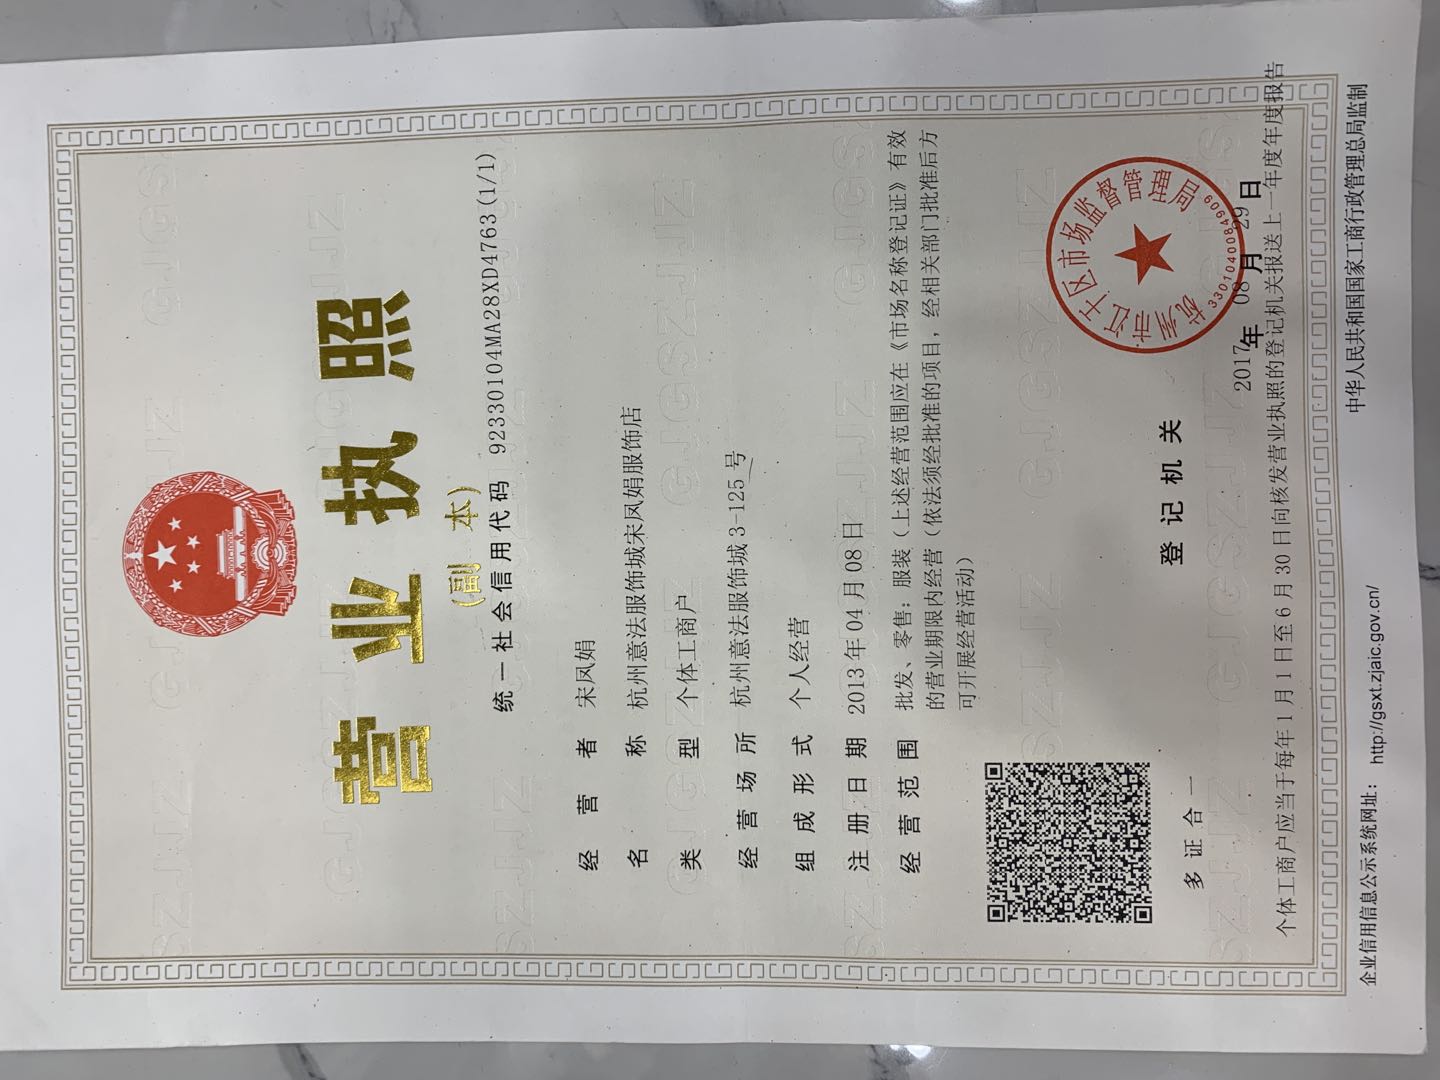 营业执照
（副 本）
统一社会信用代码 92330104MA28XD4763 (1/1)
经营者 宋凤娟
名称 杭州意法服饰城宋凤娟服饰店
类型 个体工商户
经营场所 杭州意法服饰城3-125号
组成形式 个人经营
注册日期 2013年04月08日
经营范围 批发、零售：服装（上述经营范围应在《市场名称登记证》有效
的营业期限内经营（依法须经批准的项目，经相关部门批准后方
可开展经营活动）
多证合一
登记机关
杭州市江干区市场监督管理局
3301040084909
2017年 08月 29日
个体工商户应当于每年1月1日至6月30日向核发营业执照的登记机关报送上一年度年度报告
企业信用信息公示系统网址： http://gsxt.zjaic.gov.cn/
中华人民共和国国家工商行政管理总局监制